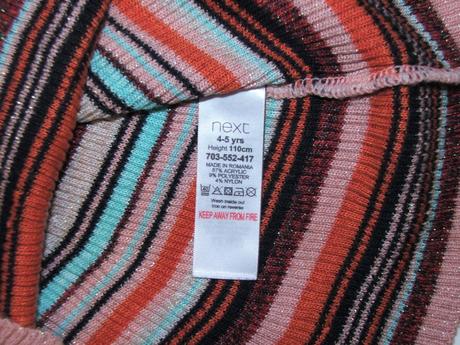 next
4-5 yrs
Height 110cm
703-552-417
MADE IN ROMANIA
87% ACRYLIC
9% POLYESTER
4% NYLON
Wash inside out
Iron on reverse
KEEP AWAY FROM FIRE